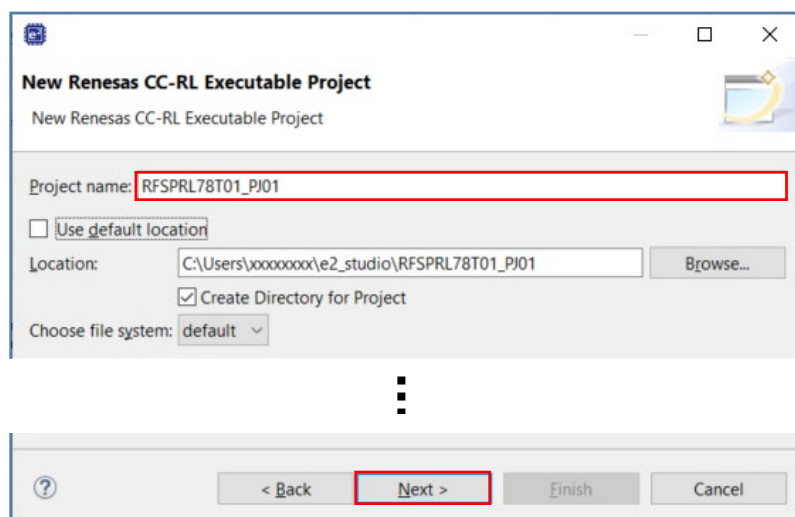 New Renesas CC-RL Executable Project
New Renesas CC-RL Executable Project
Project name: RFSPRL78T01_PJ01
Use default location
Location: C:\Users\xxxxxxxx\e2_studio\RFSPRL78T01_PJ01 Browse...
Create Directory for Project
Choose file system: default
< Back Next > Finish Cancel